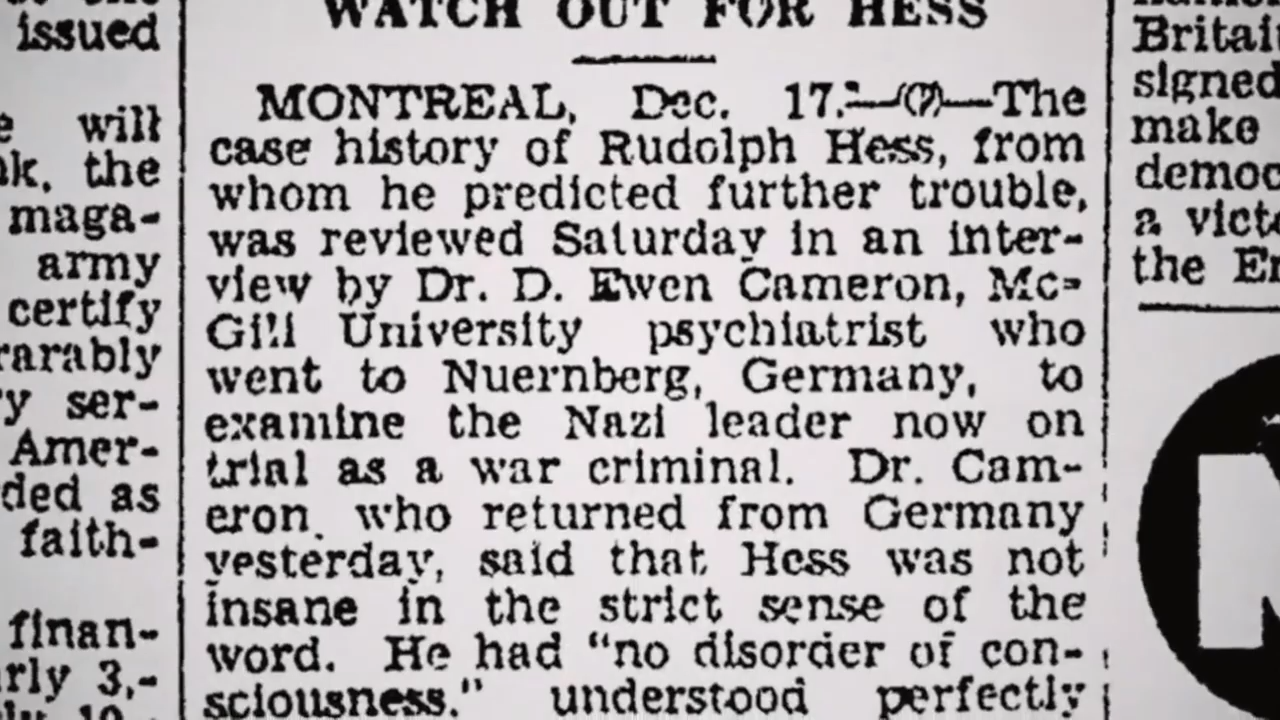 issued
e will
nk, the
maga-
army
certify
rarably
y ser-
Amer-
ded as
faith-
finan-
rly 3,-
WATCH OUT FOR HESS
MONTREAL, Dec. 17.—(P)—The
case history of Rudolph Hess, from
whom he predicted further trouble,
was reviewed Saturday in an inter-
view by Dr. D. Ewen Cameron, Mc-
Gill University psychiatrist who
went to Nuernberg, Germany, to
examine the Nazi leader now on
trial as a war criminal. Dr. Cam-
eron, who returned from Germany
yesterday, said that Hess was not
insane in the strict sense of the
word. He had "no disorder of con-
sciousness." understood perfectly
Britai
signed
make
democ
a victo
the En